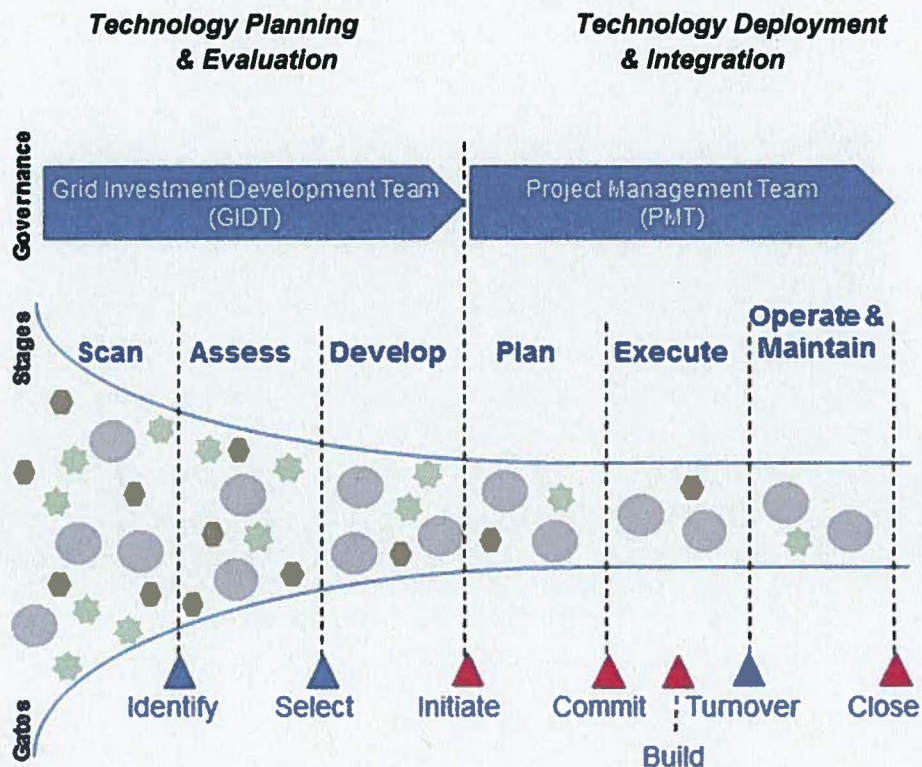 Technology Planning
& Evaluation
Technology Deployment
& Integration
Governance
Grid Investment Development Team
(GIDT)
Project Management Team
(PMT)
Stages
Scan
Assess
Develop
Plan
Execute
Operate &
Maintain
Gates
Identify
Select
Initiate
Commit
Turnover
Close
Build